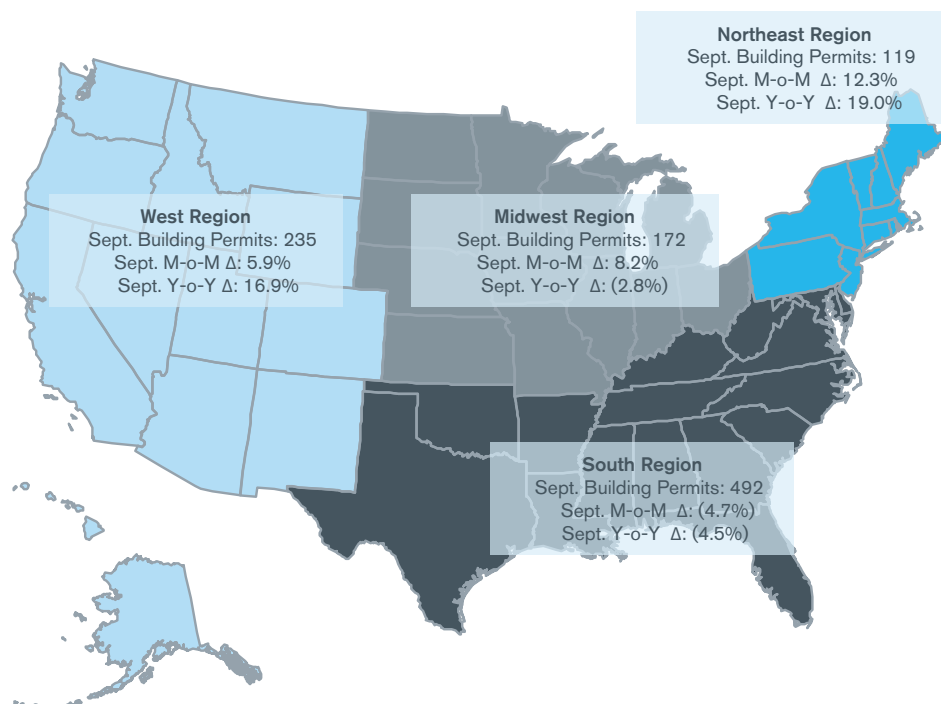 Northeast Region
Sept. Building Permits: 119
Sept. M-o-M Δ: 12.3%
Sept. Y-o-Y Δ: 19.0%
West Region
Sept. Building Permits: 235
Sept. M-o-M Δ: 5.9%
Sept. Y-o-Y Δ: 16.9%
Midwest Region
Sept. Building Permits: 172
Sept. M-o-M Δ: 8.2%
Sept. Y-o-Y Δ: (2.8%)
South Region
Sept. Building Permits: 492
Sept. M-o-M Δ: (4.7%)
Sept. Y-o-Y Δ: (4.5%)